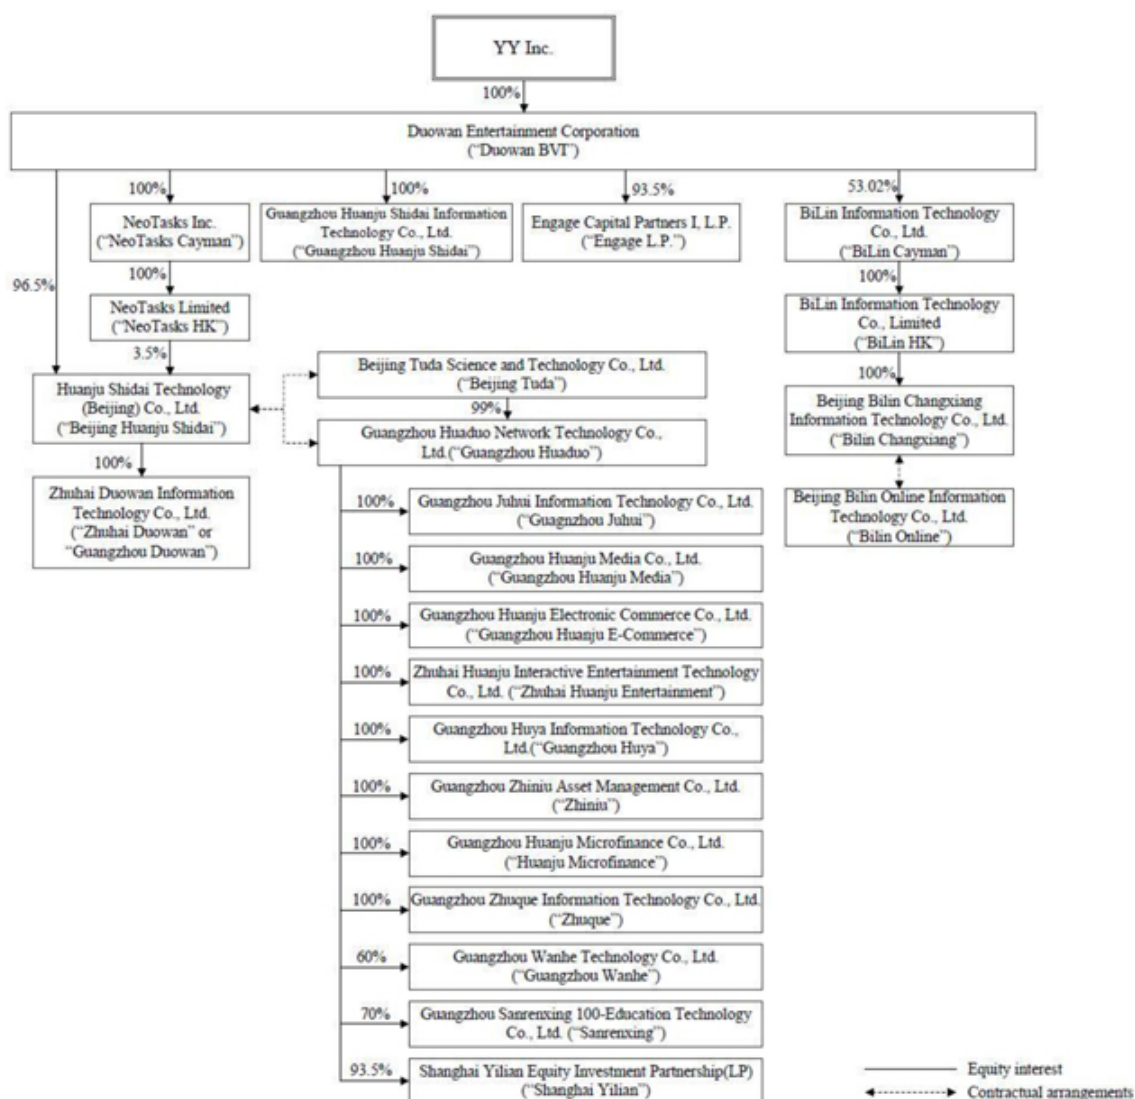 YY Inc.
100%
Duowan Entertainment Corporation
(“Duowan BVI”)
100%
100%
93.5%
53.02%
NeoTasks Inc.
(“NeoTasks Cayman”)
Guangzhou Huanju Shidai Information
Technology Co., Ltd.
(“Guangzhou Huanju Shidai”)
Engage Capital Partners I, L.P.
(“Engage L.P.”)
BiLin Information Technology
Co., Ltd.
(“BiLin Cayman”)
96.5%
100%
100%
NeoTasks Limited
(“NeoTasks HK”)
BiLin Information Technology
Co., Limited
(“BiLin HK”)
3.5%
100%
Huanju Shidai Technology
(Beijing) Co., Ltd.
(“Beijing Huanju Shidai”)
Beijing Tuda Science and Technology Co., Ltd.
(“Beijing Tuda”)
99%
Guangzhou Huaduo Network Technology Co.,
Ltd.(“Guangzhou Huaduo”)
Beijing Bilin Changxiang
Information Technology Co., Ltd.
(“Bilin Changxiang”)
100%
Zhuhai Duowan Information
Technology Co., Ltd.
(“Zhuhai Duowan” or
“Guangzhou Duowan”)
Beijing Bilin Online Information
Technology Co., Ltd.
(“Bilin Online”)
100%
Guangzhou Juhui Information Technology Co., Ltd.
(“Guagnzhou Juhui”)
100%
Guangzhou Huanju Media Co., Ltd.
(“Guangzhou Huanju Media”)
100%
Guangzhou Huanju Electronic Commerce Co., Ltd.
(“Guangzhou Huanju E-Commerce”)
100%
Zhuhai Huanju Interactive Entertainment Technology
Co., Ltd. (“Zhuhai Huanju Entertainment”)
100%
Guangzhou Huya Information Technology Co.,
Ltd.(“Guangzhou Huya”)
100%
Guangzhou Zhiniu Asset Management Co., Ltd.
(“Zhiniu”)
100%
Guangzhou Huanju Microfinance Co., Ltd.
(“Huanju Microfinance”)
100%
Guangzhou Zhuque Information Technology Co., Ltd.
(“Zhuque”)
60%
Guangzhou Wanhe Technology Co., Ltd.
(“Guangzhou Wanhe”)
70%
Guangzhou Sanrenxing 100-Education Technology
Co., Ltd. (“Sanrenxing”)
93.5%
Shanghai Yilian Equity Investment Partnership(LP)
(“Shanghai Yilian”)
Equity interest
Contractual arrangements